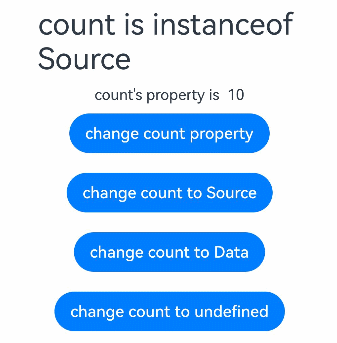 count is instanceof
Source
count's property is  10
change count property
change count to Source
change count to Data
change count to undefined